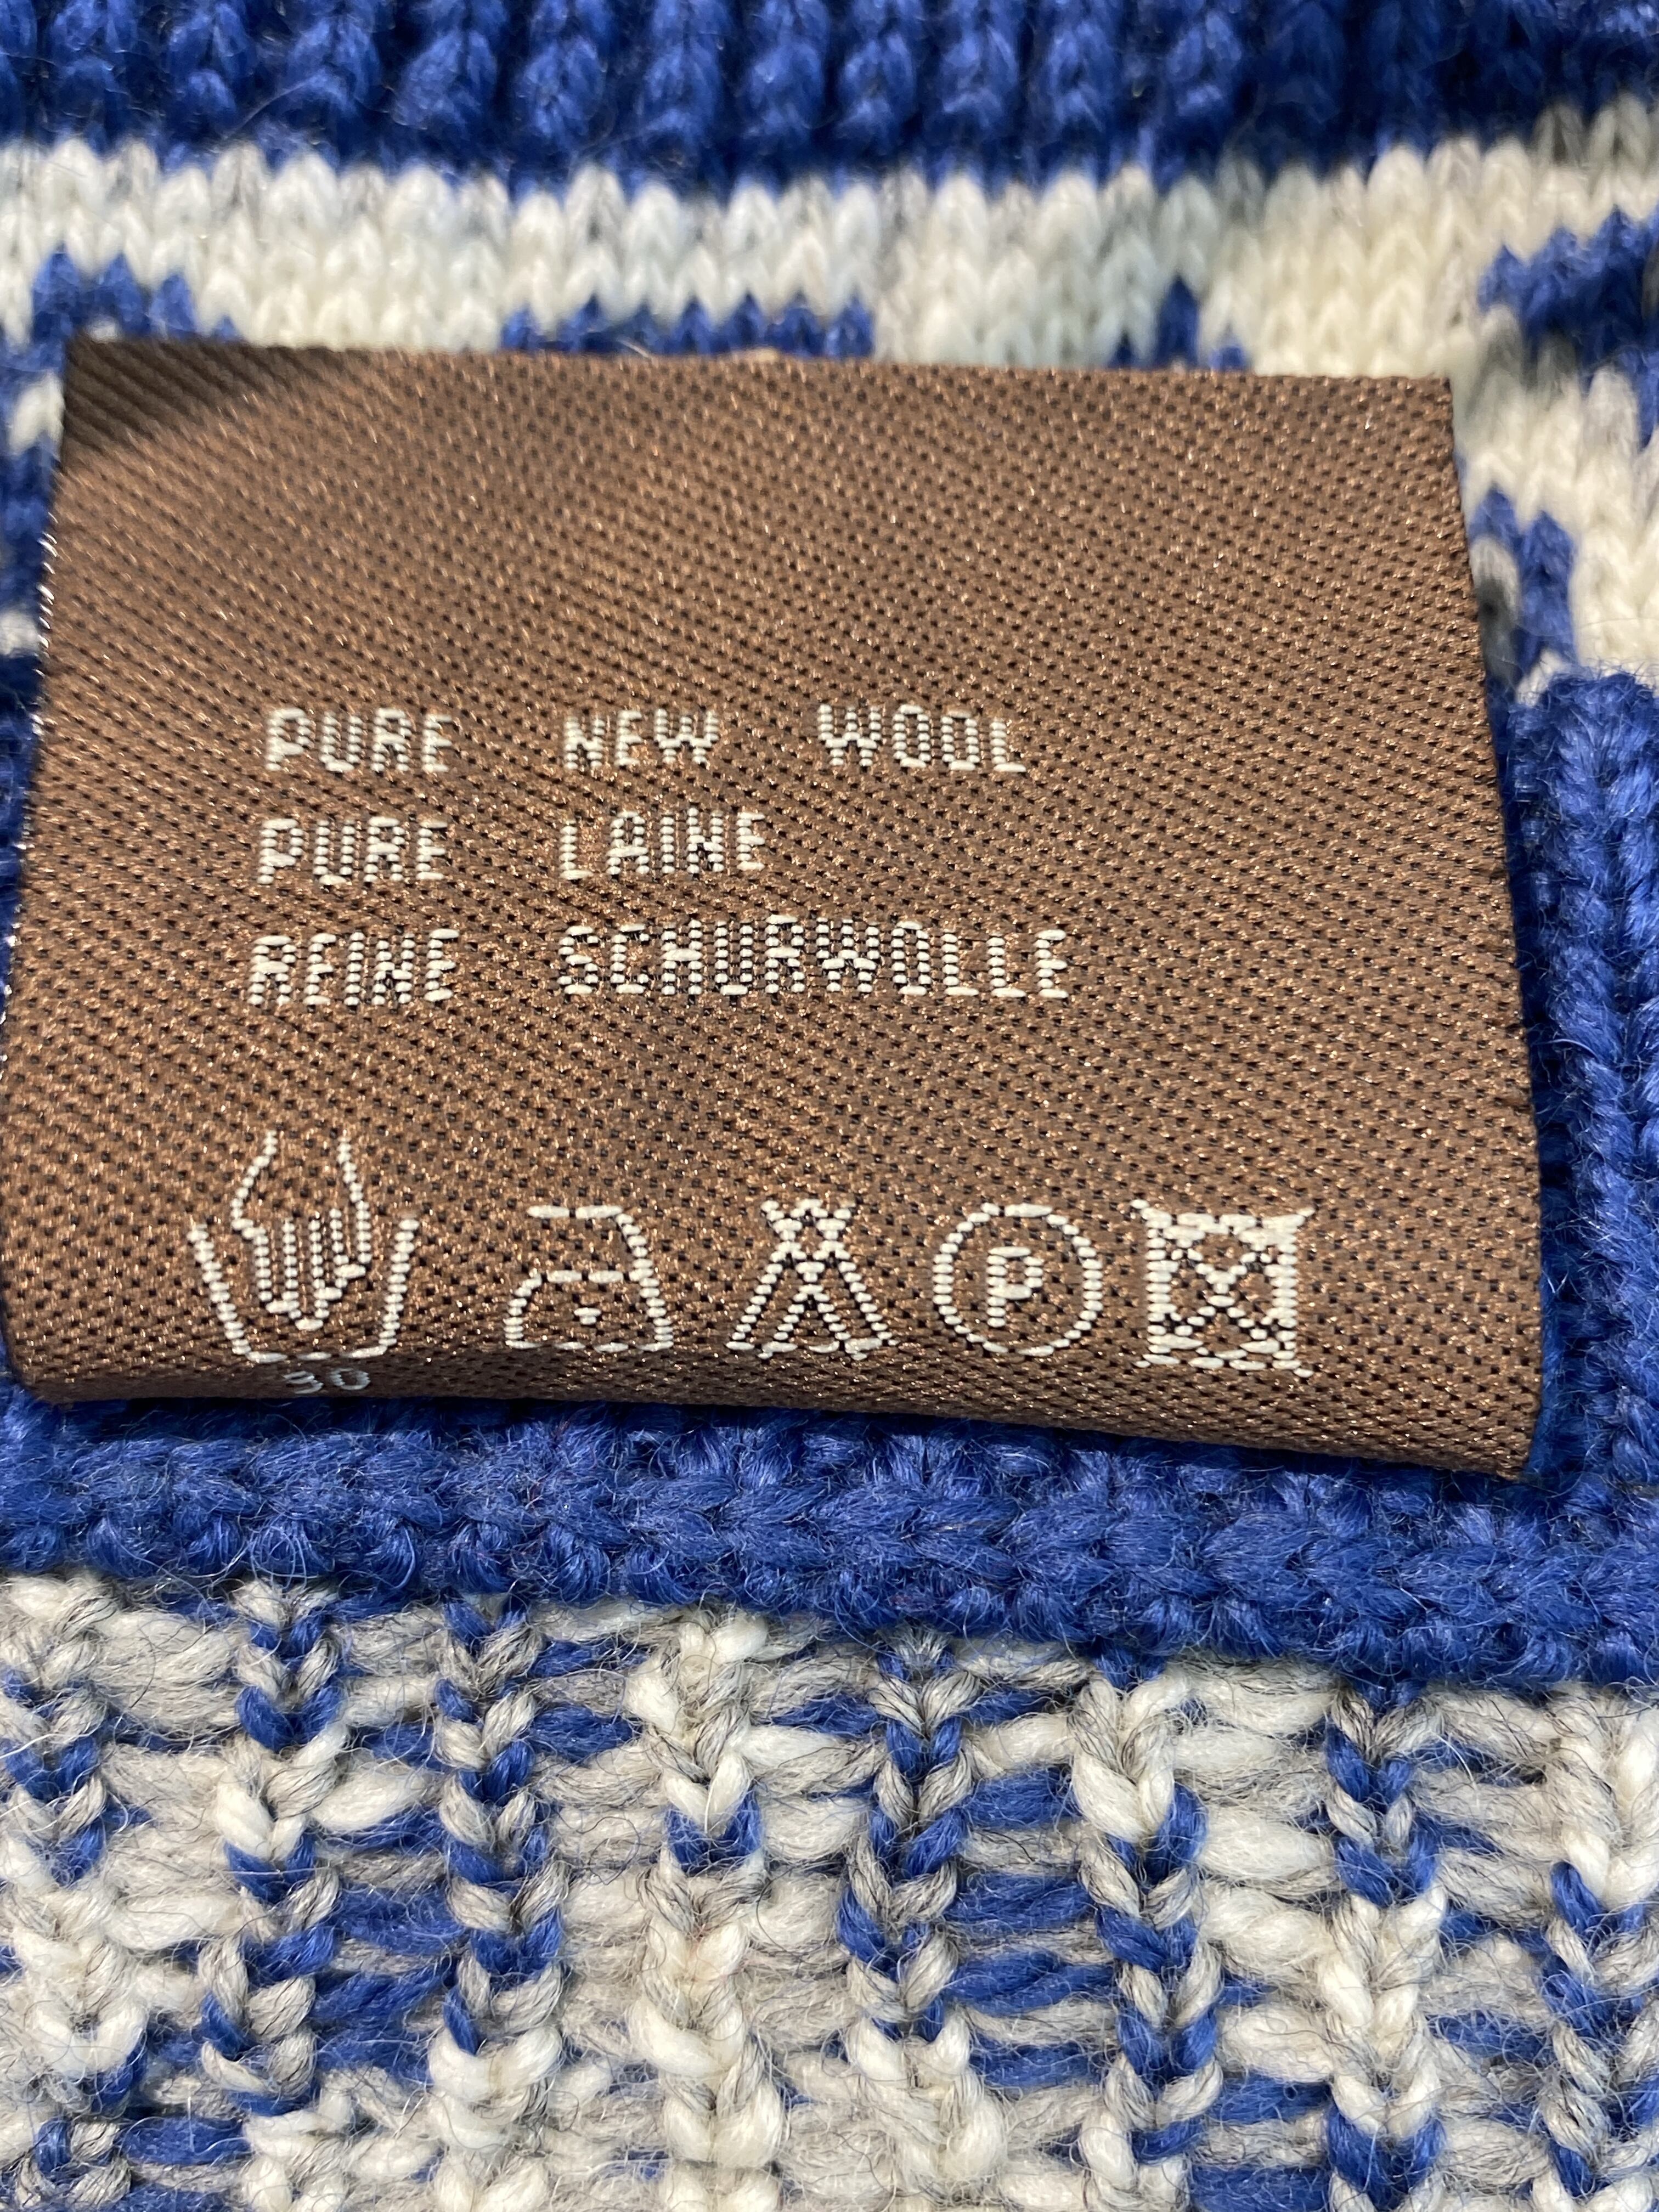 PURE NEW WOOL
PURE LAINE
REINE SCHURWOLLE
P
30